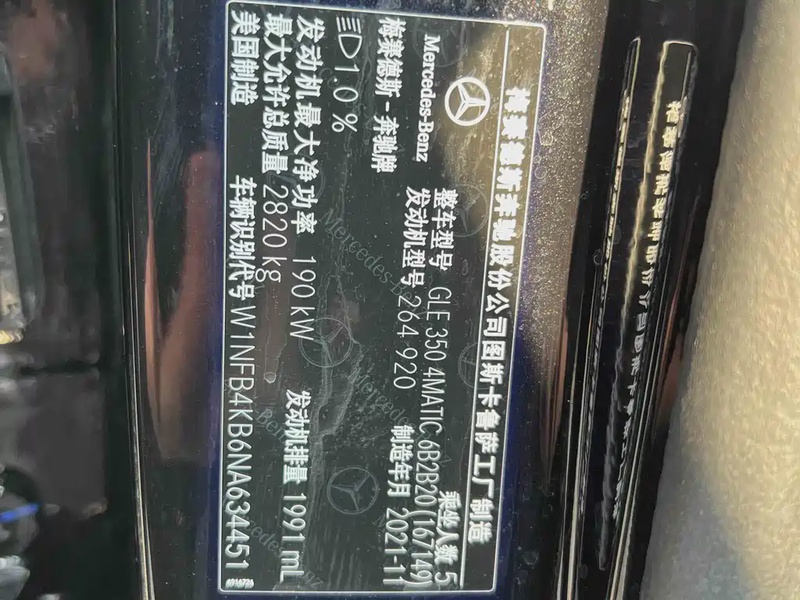 梅赛德斯奔驰股份公司图斯卡鲁萨工厂制造
Mercedes-Benz
梅赛德斯-奔驰牌
整车型号 GLE 350 4MATIC 6B2B20 (167149)
乘坐人数 5
发动机型号 264 920
制造年月 2021-11
1.0 %
发动机最大净功率 190 kW
发动机排量 1991 mL
最大允许总质量 2820 kg
美国制造
车辆识别代号 W1NFB4KB6NA634451